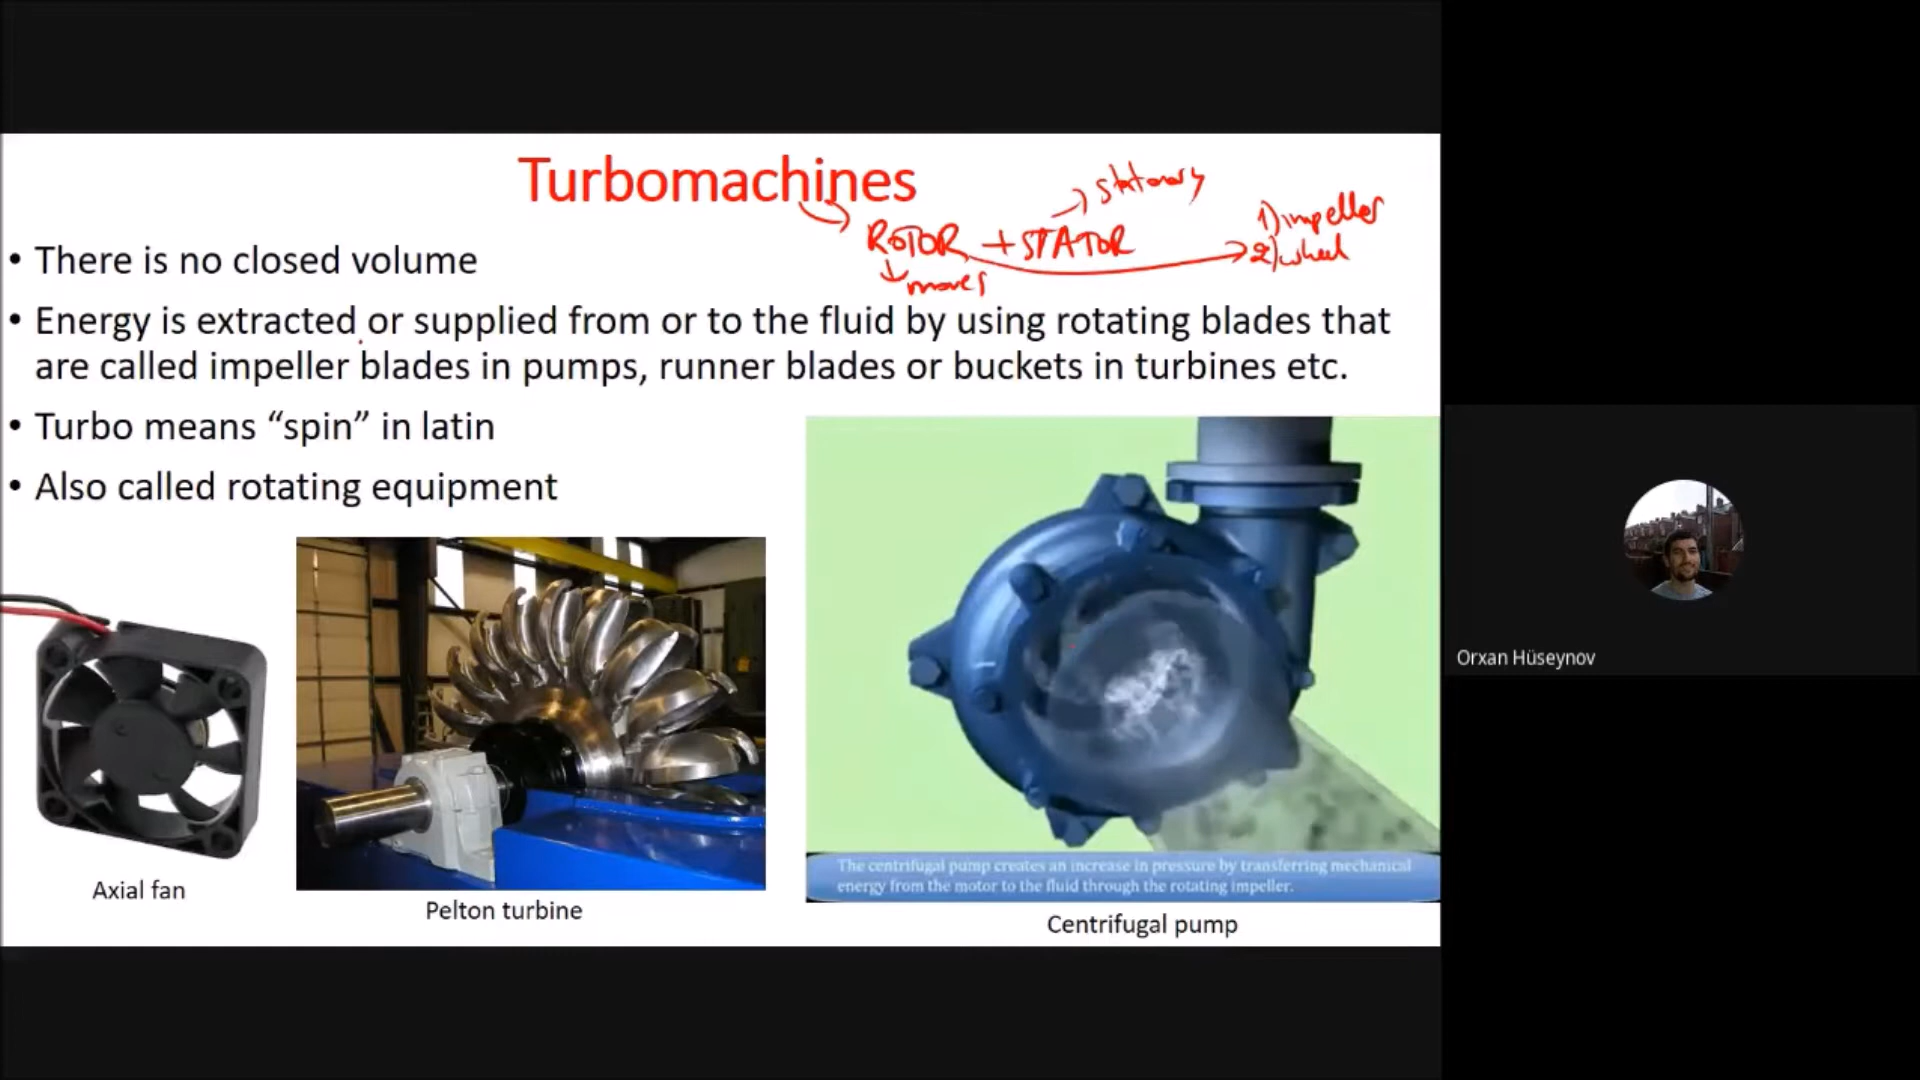 Turbomachines
stationary
ROTOR + STATOR
moves
1) impeller
2) wheel
• There is no closed volume
• Energy is extracted or supplied from or to the fluid by using rotating blades that
are called impeller blades in pumps, runner blades or buckets in turbines etc.
• Turbo means “spin” in latin
• Also called rotating equipment
The centrifugal pump creates an increase in pressure by transferring mechanical
energy from the motor to the fluid through the rotating impeller.
Axial fan
Pelton turbine
Centrifugal pump
Orxan Hüseynov